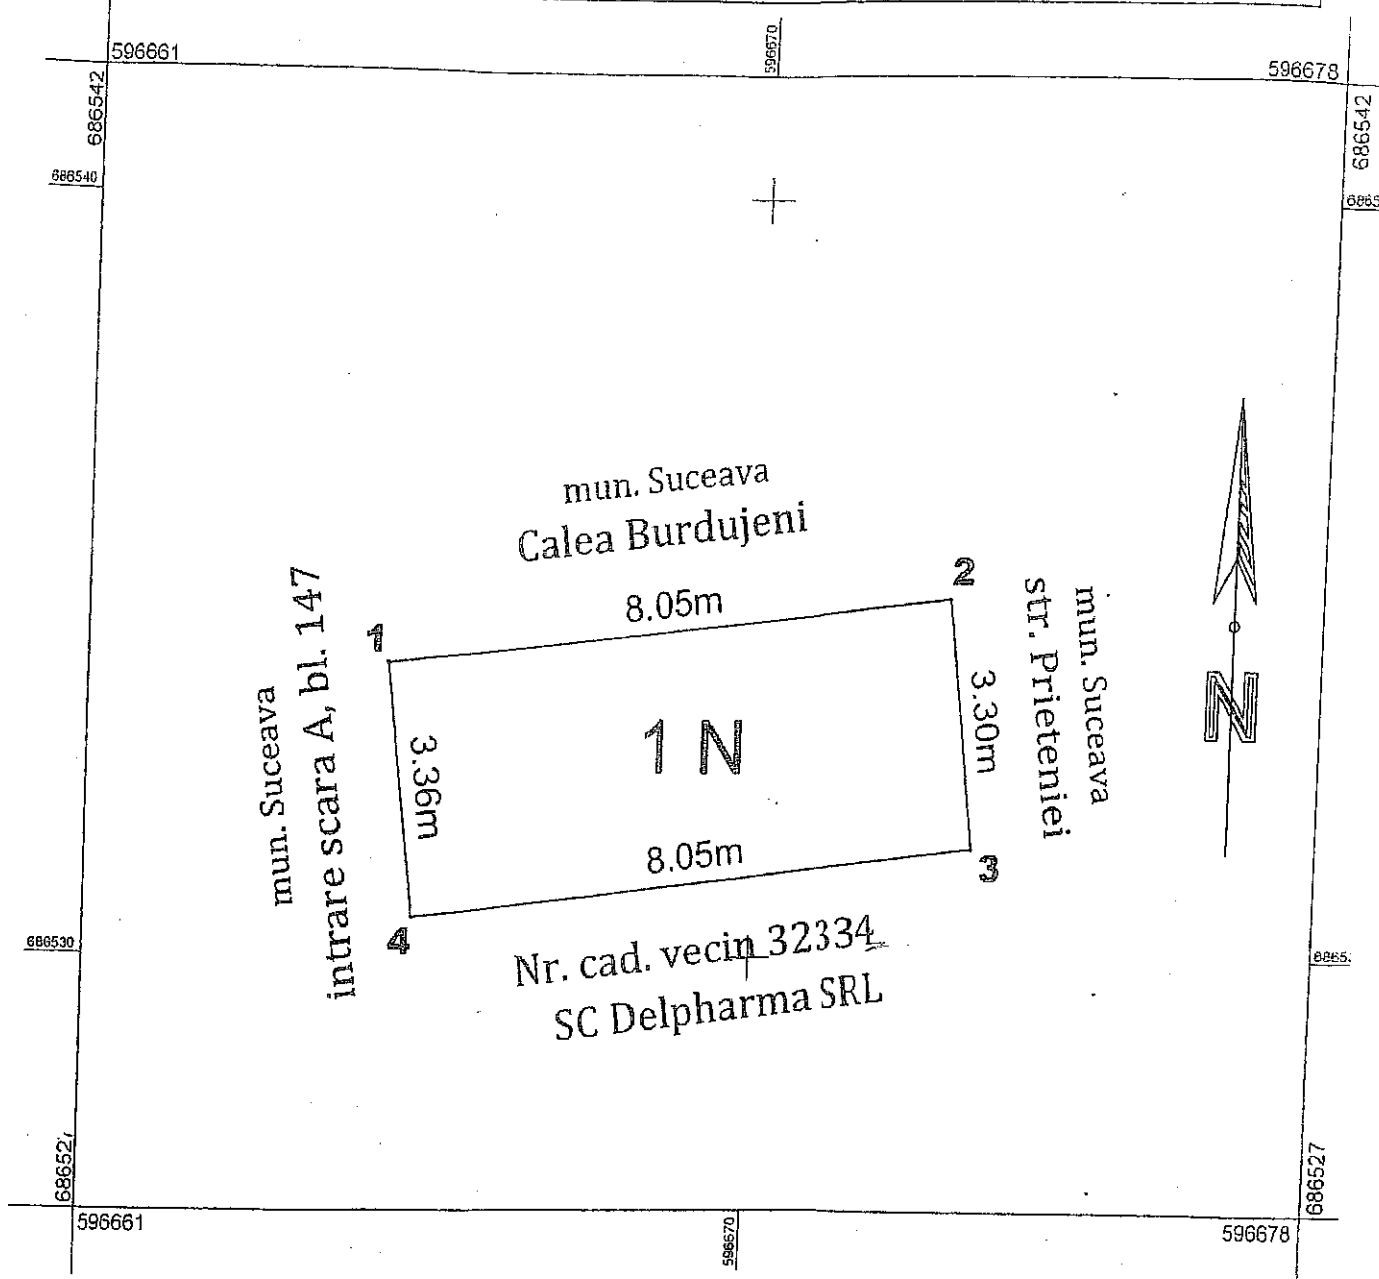 596661
596670
596678
686542
686542
686540
6865
mun. Suceava
Calea Burdujeni
8.05m
1
2
mun. Suceava
intrare scara A, bl. 147
3.36m
1 N
3.30m
str. Prieteniei
mun. Suceava
N
8.05m
4
3
Nr. cad. vecin 32334
SC Delpharma SRL
686530
6865
686527
686527
596661
596670
596678